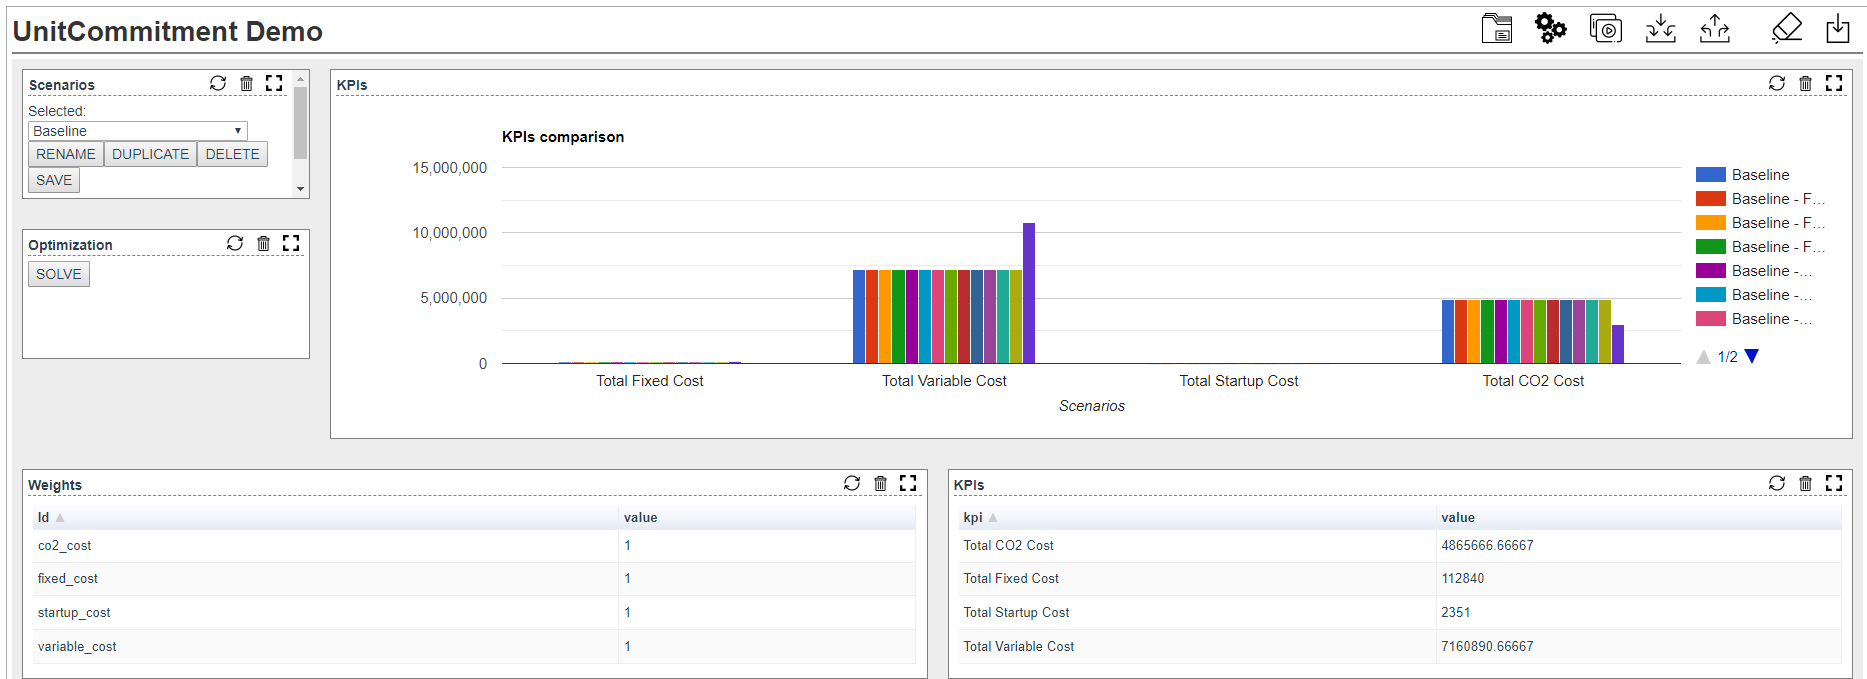 UnitCommitment Demo
Scenarios
Selected:
Baseline
RENAME DUPLICATE DELETE
SAVE
Optimization
SOLVE
KPIs
KPIs comparison
15,000,000
10,000,000
5,000,000
0
Total Fixed Cost Total Variable Cost Total Startup Cost Total CO2 Cost
Scenarios
Baseline
Baseline - F...
Baseline - F...
Baseline - F...
Baseline -...
Baseline -...
Baseline -...
1/2
Weights
Id value
co2_cost 1
fixed_cost 1
startup_cost 1
variable_cost 1
KPIs
kpi value
Total CO2 Cost 4865666.66667
Total Fixed Cost 112840
Total Startup Cost 2351
Total Variable Cost 7160890.66667